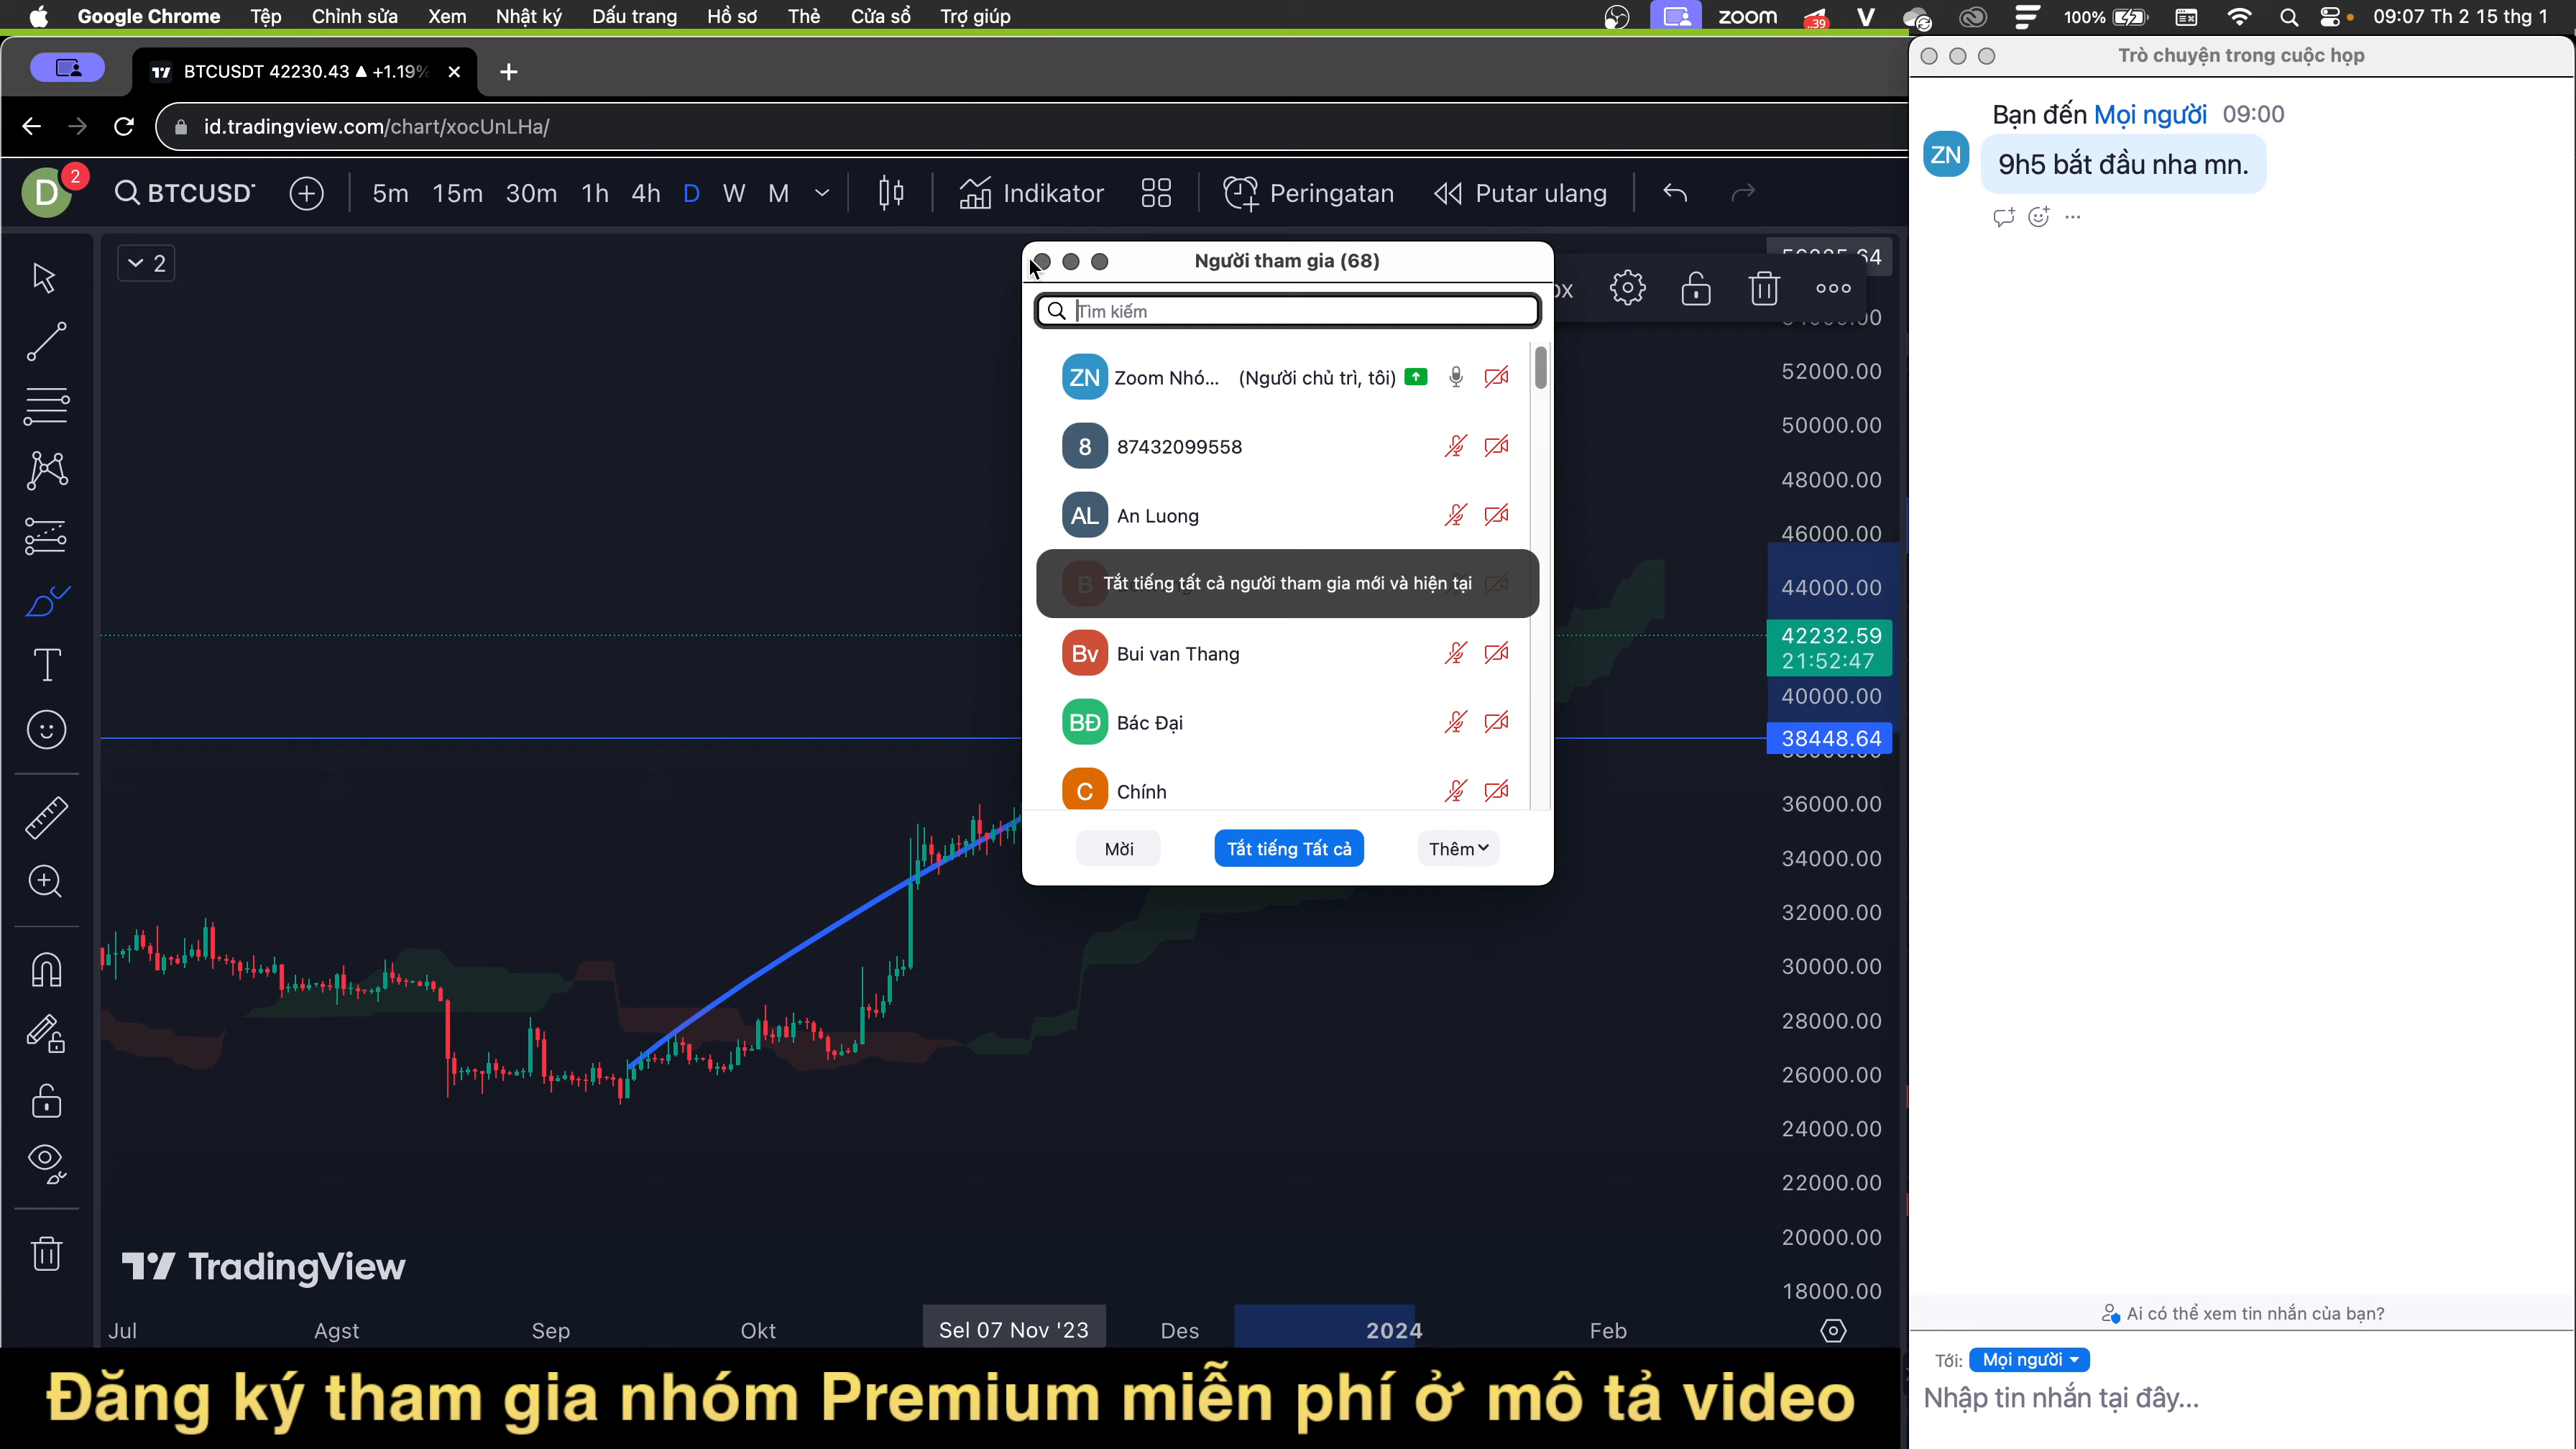 Google Chrome Tệp Chỉnh sửa Xem Nhật ký Dấu trang Hồ sơ Thẻ Cửa sổ Trợ giúp
zoom ..39 V 100% 09:07 Th 2 15 thg 1
BTCUSDT 42230.43 ▲ +1.19%
id.tradingview.com/chart/xocUnLHa/
D 2
BTCUSDT 5m 15m 30m 1h 4h D W M Indikator Peringatan Putar ulang
2
Người tham gia (68)
Tìm kiếm
ZN Zoom Nhó... (Người chủ trì, tôi)
8 87432099558
AL An Luong
B Tắt tiếng tất cả người tham gia mới và hiện tại
Bv Bui van Thang
BĐ Bác Đại
C Chính
Mời Tắt tiếng Tất cả Thêm
52000.00
50000.00
48000.00
46000.00
44000.00
42232.59
21:52:47
40000.00
38448.64
36000.00
34000.00
32000.00
30000.00
28000.00
26000.00
24000.00
22000.00
20000.00
18000.00
TradingView
Jul Agst Sep Okt Sel 07 Nov '23 Des 2024 Feb
Đăng ký tham gia nhóm Premium miễn phí ở mô tả video
Trò chuyện trong cuộc họp
Bạn đến Mọi người 09:00
ZN 9h5 bắt đầu nha mn.
Ai có thể xem tin nhắn của bạn?
Tới: Mọi người
Nhập tin nhắn tại đây...